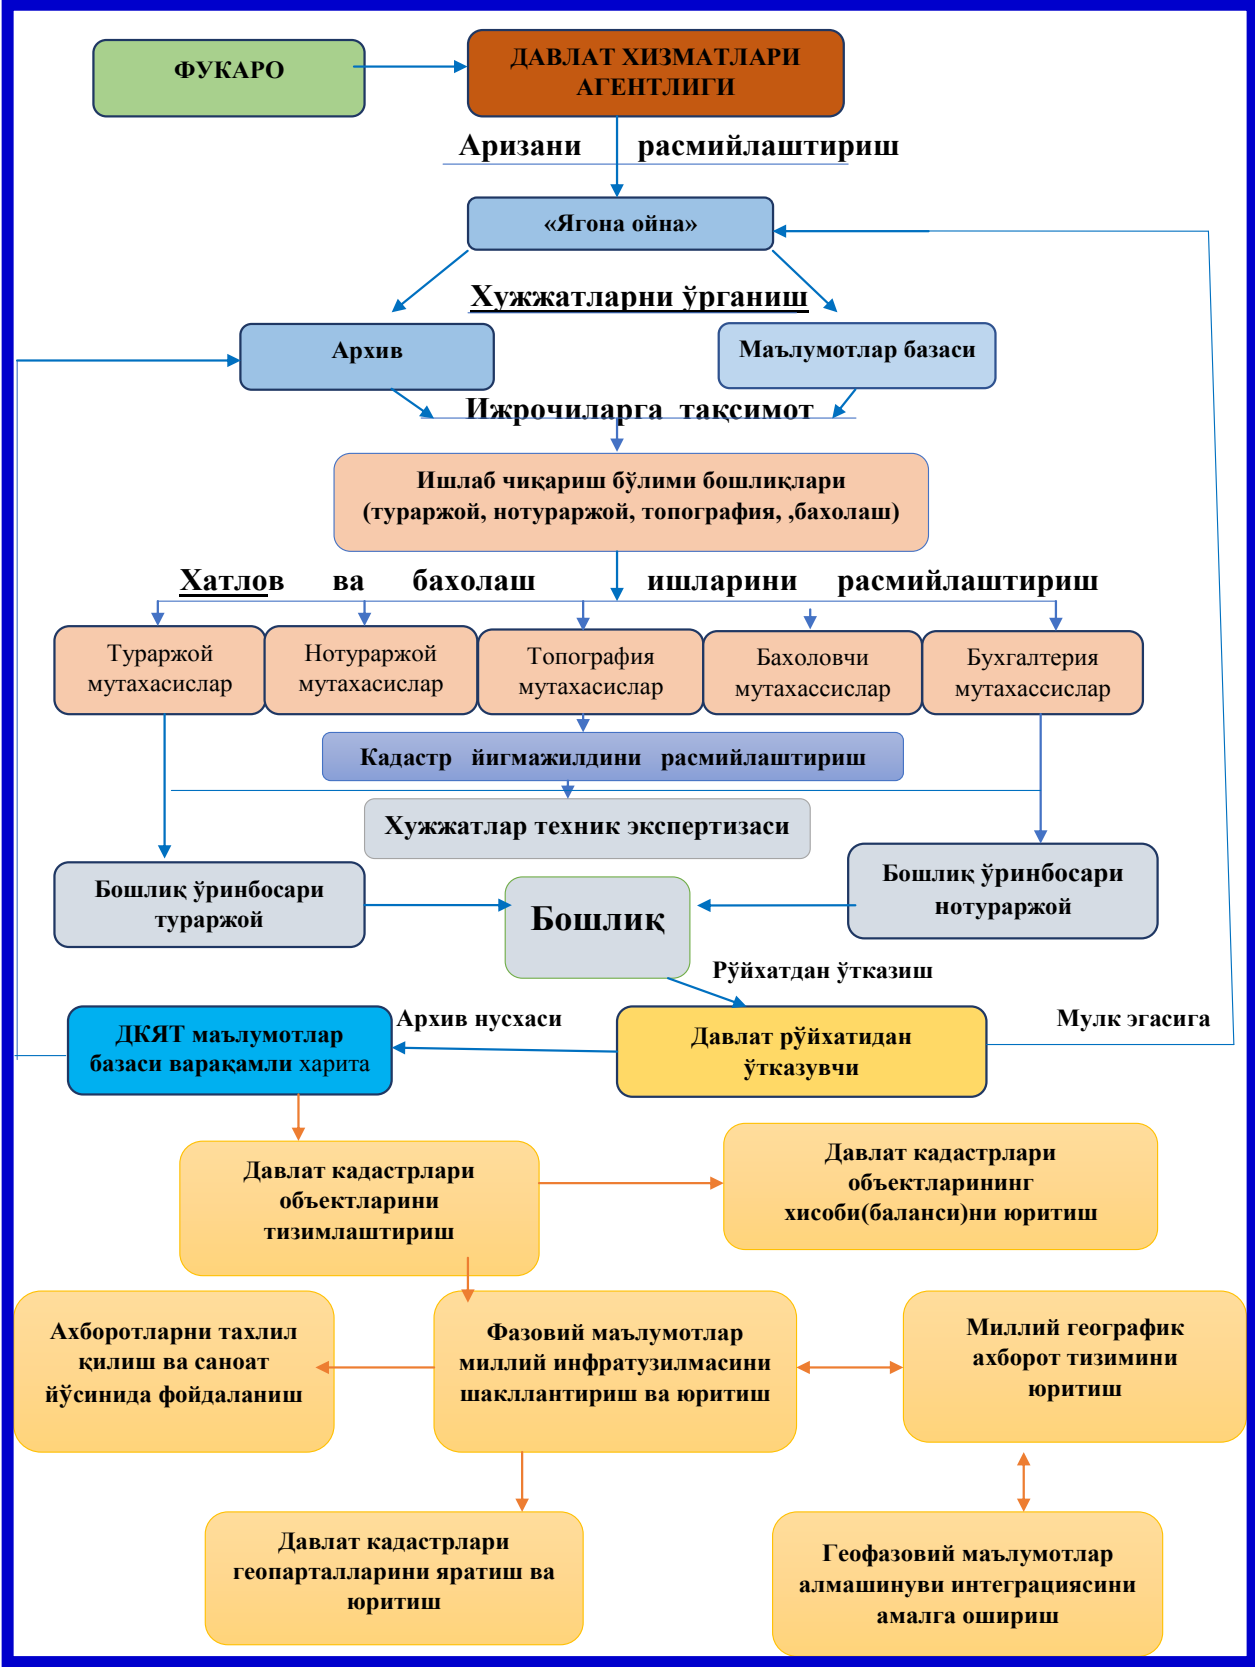 ФУКАРО
ДАВЛАТ ХИЗМАТЛАРИ
АГЕНТЛИГИ
Аризани расмийлаштириш
«Ягона ойна»
Хужжатларни ўрганиш
Архив
Маълумотлар базаси
Ижрочиларга тақсимот
Ишлаб чиқариш бўлими бошлиқлари
(тураржой, нотураржой, топография, ,бахолаш)
Хатлов ва бахолаш ишларини расмийлаштириш
Тураржой
мутахасислар
Нотураржой
мутахасислар
Топография
мутахасислар
Бахоловчи
мутахассислар
Бухгалтерия
мутахассислар
Кадастр йигмажилдини расмийлаштириш
Хужжатлар техник экспертизаси
Бошлиқ ўринбосари
тураржой
Бошлиқ
Бошлиқ ўринбосари
нотураржой
Рўйхатдан ўтказиш
ДКЯТ маълумотлар
базаси варақамли харита
Архив нусхаси
Давлат рўйхатидан
ўтказувчи
Мулк эгасига
Давлат кадастрлари
объектларини
тизимлаштириш
Давлат кадастрлари
объектларининг
хисоби(баланси)ни юритиш
Ахборотларни тахлил
қилиш ва саноат
йўсинида фойдаланиш
Фазовий маълумотлар
миллий инфратузилмасини
шакллантириш ва юритиш
Миллий географик
ахборот тизимини
юритиш
Давлат кадастрлари
геопарталларини яратиш ва
юритиш
Геофазовий маълумотлар
алмашинуви интеграциясини
амалга ошириш